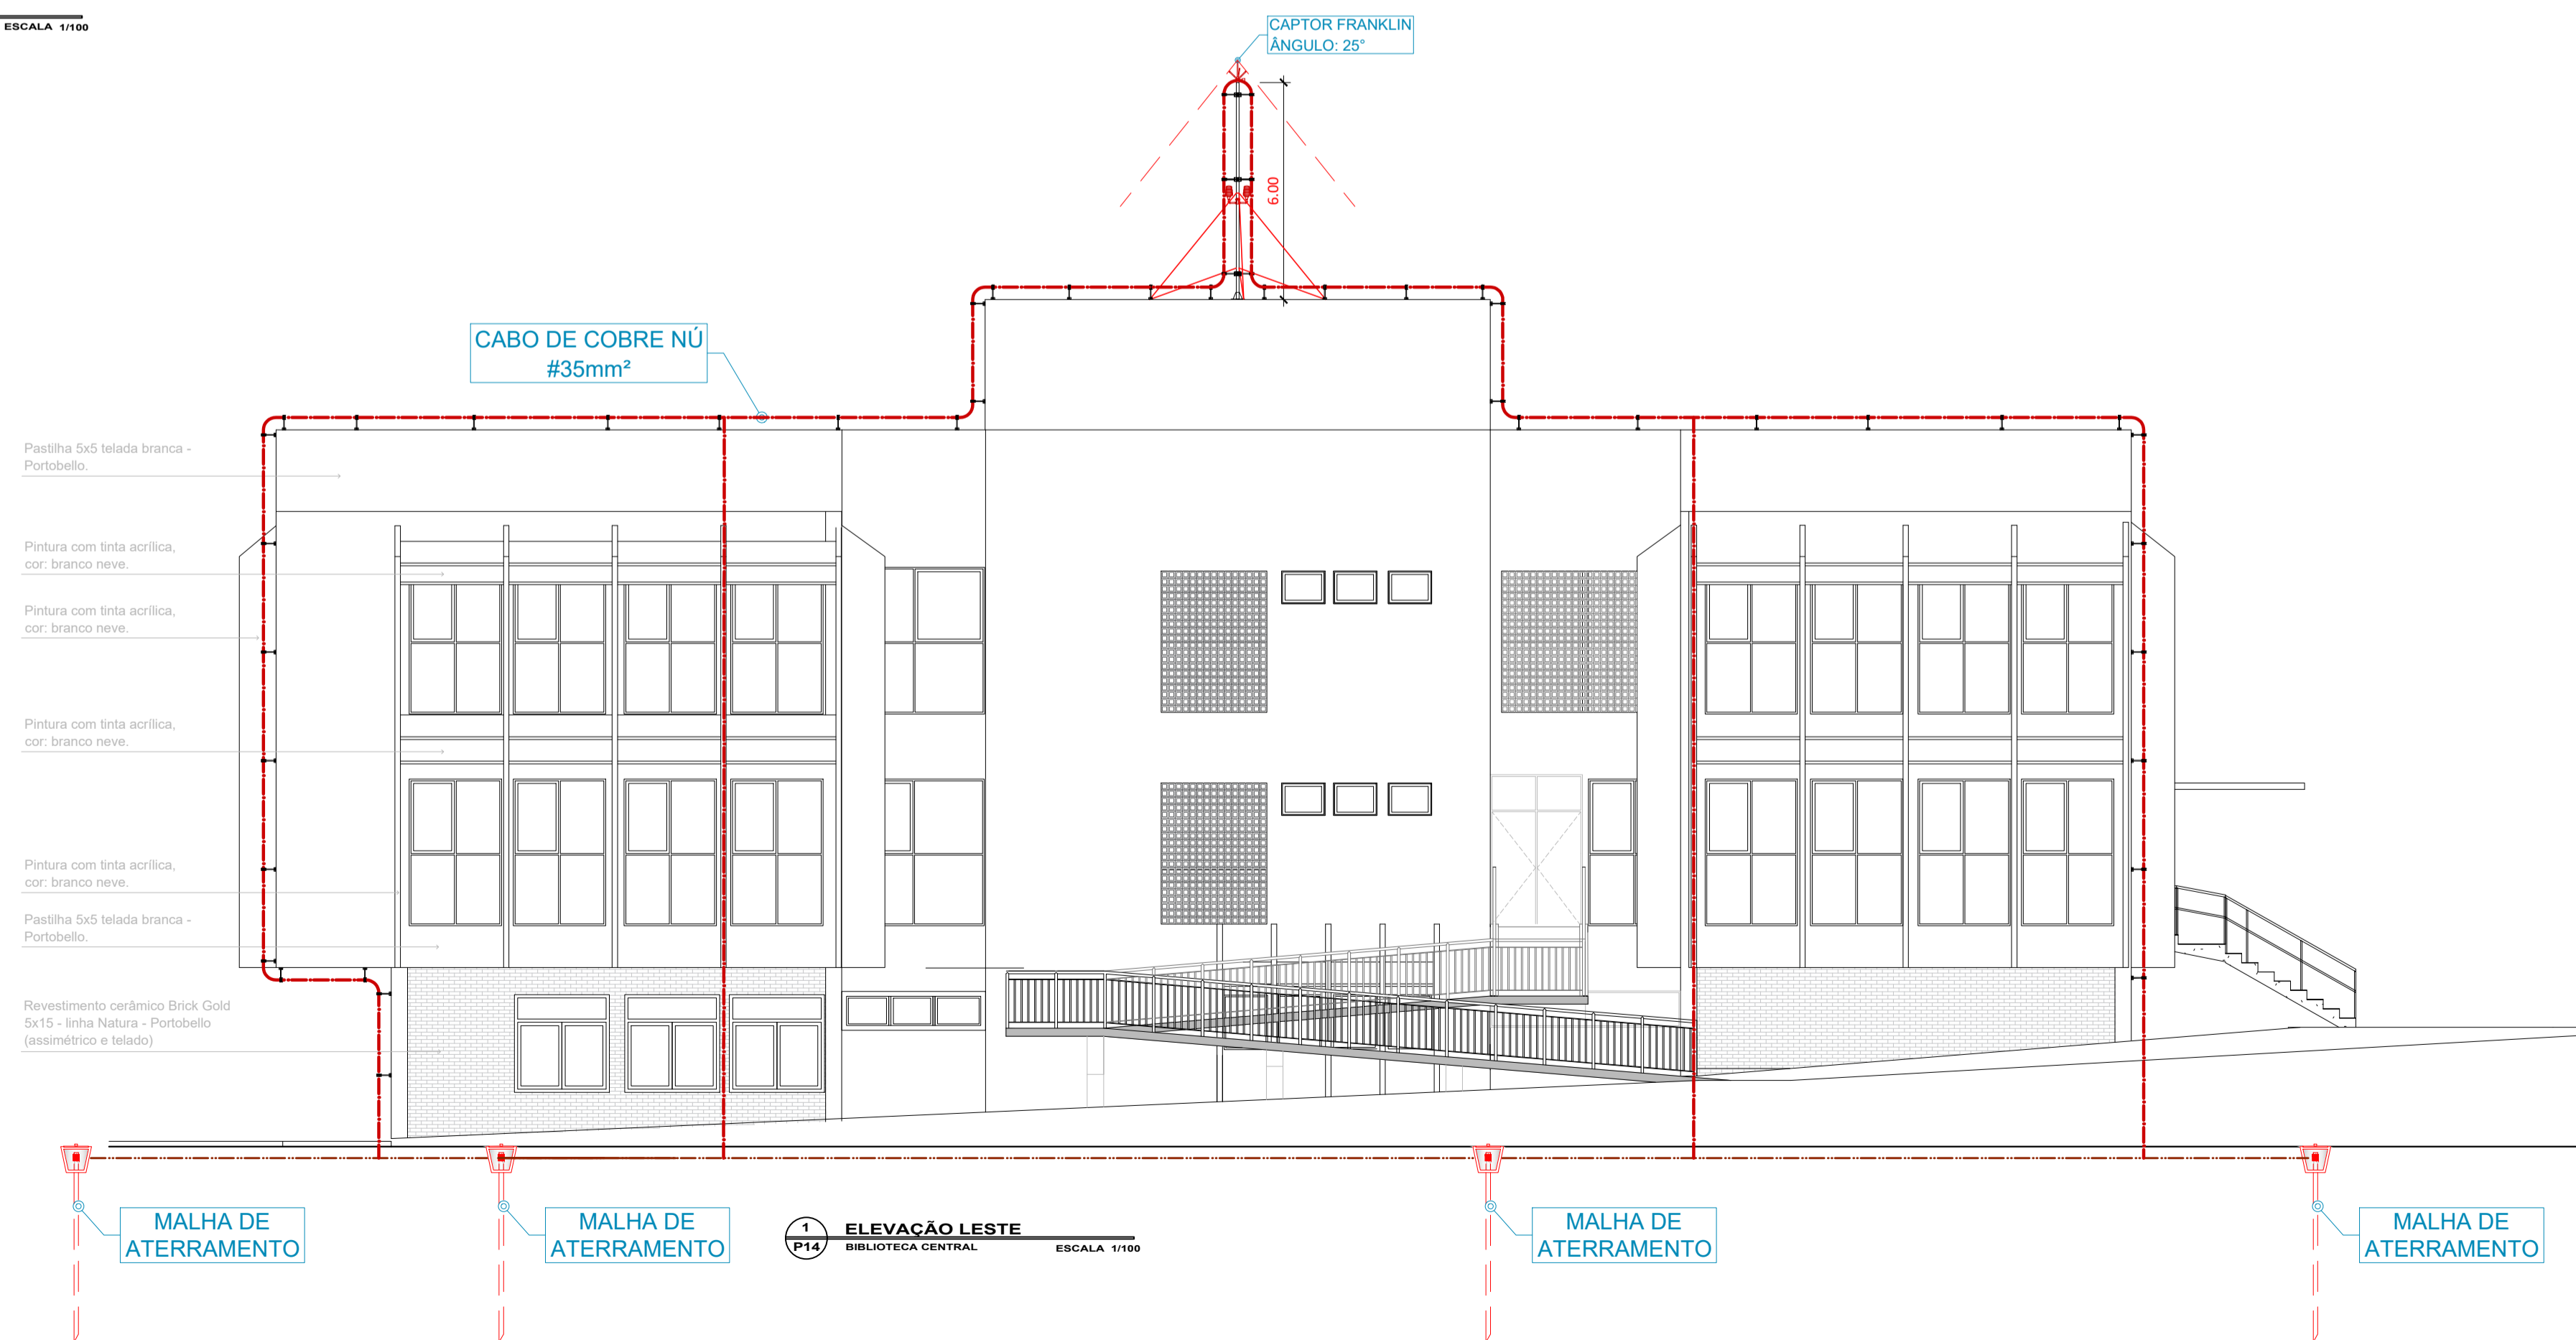 ESCALA 1/100
CAPTOR FRANKLIN
ÂNGULO: 25°
6.00
CABO DE COBRE NÚ
#35mm²
Pastilha 5x5 telada branca -
Portobello.
Pintura com tinta acrílica,
cor: branco neve.
Pintura com tinta acrílica,
cor: branco neve.
Pintura com tinta acrílica,
cor: branco neve.
Pintura com tinta acrílica,
cor: branco neve.
Pastilha 5x5 telada branca -
Portobello.
Revestimento cerâmico Brick Gold
5x15 - linha Natura - Portobello
(assimétrico e telado)
MALHA DE
ATERRAMENTO
MALHA DE
ATERRAMENTO
1
P14
ELEVAÇÃO LESTE
BIBLIOTECA CENTRAL
ESCALA 1/100
MALHA DE
ATERRAMENTO
MALHA DE
ATERRAMENTO